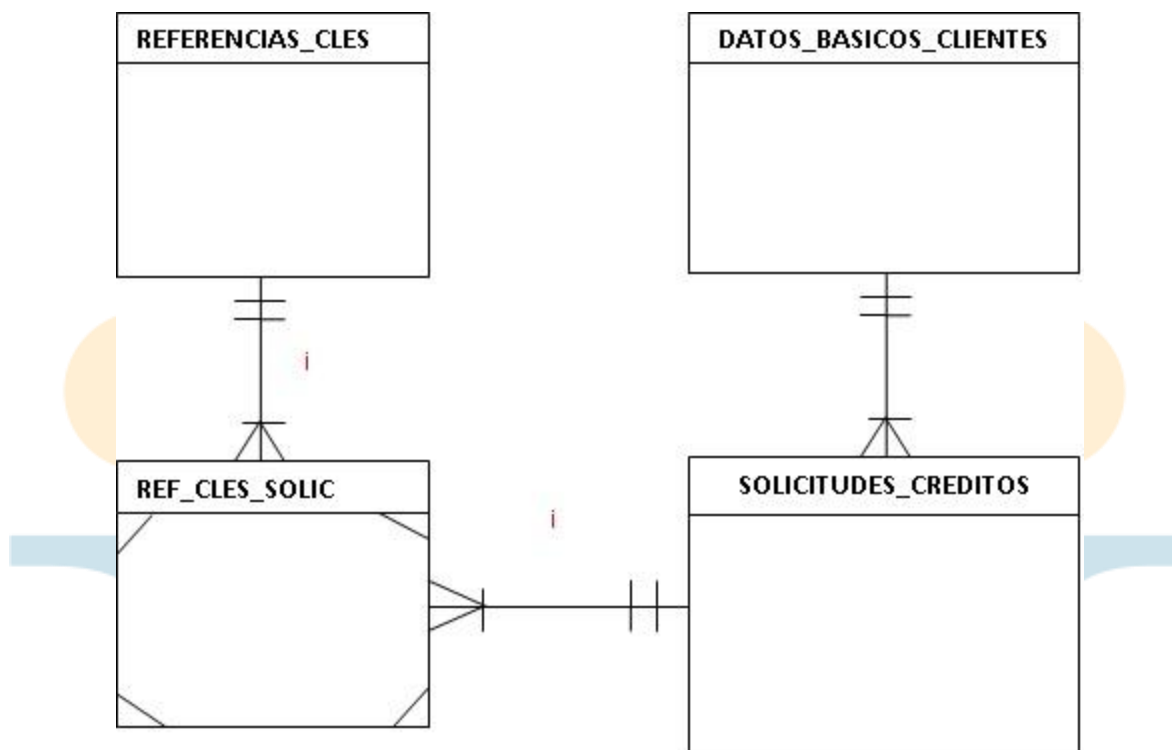 REFERENCIAS_CLES
DATOS_BASICOS_CLIENTES
i
REF_CLES_SOLIC
SOLICITUDES_CREDITOS
i